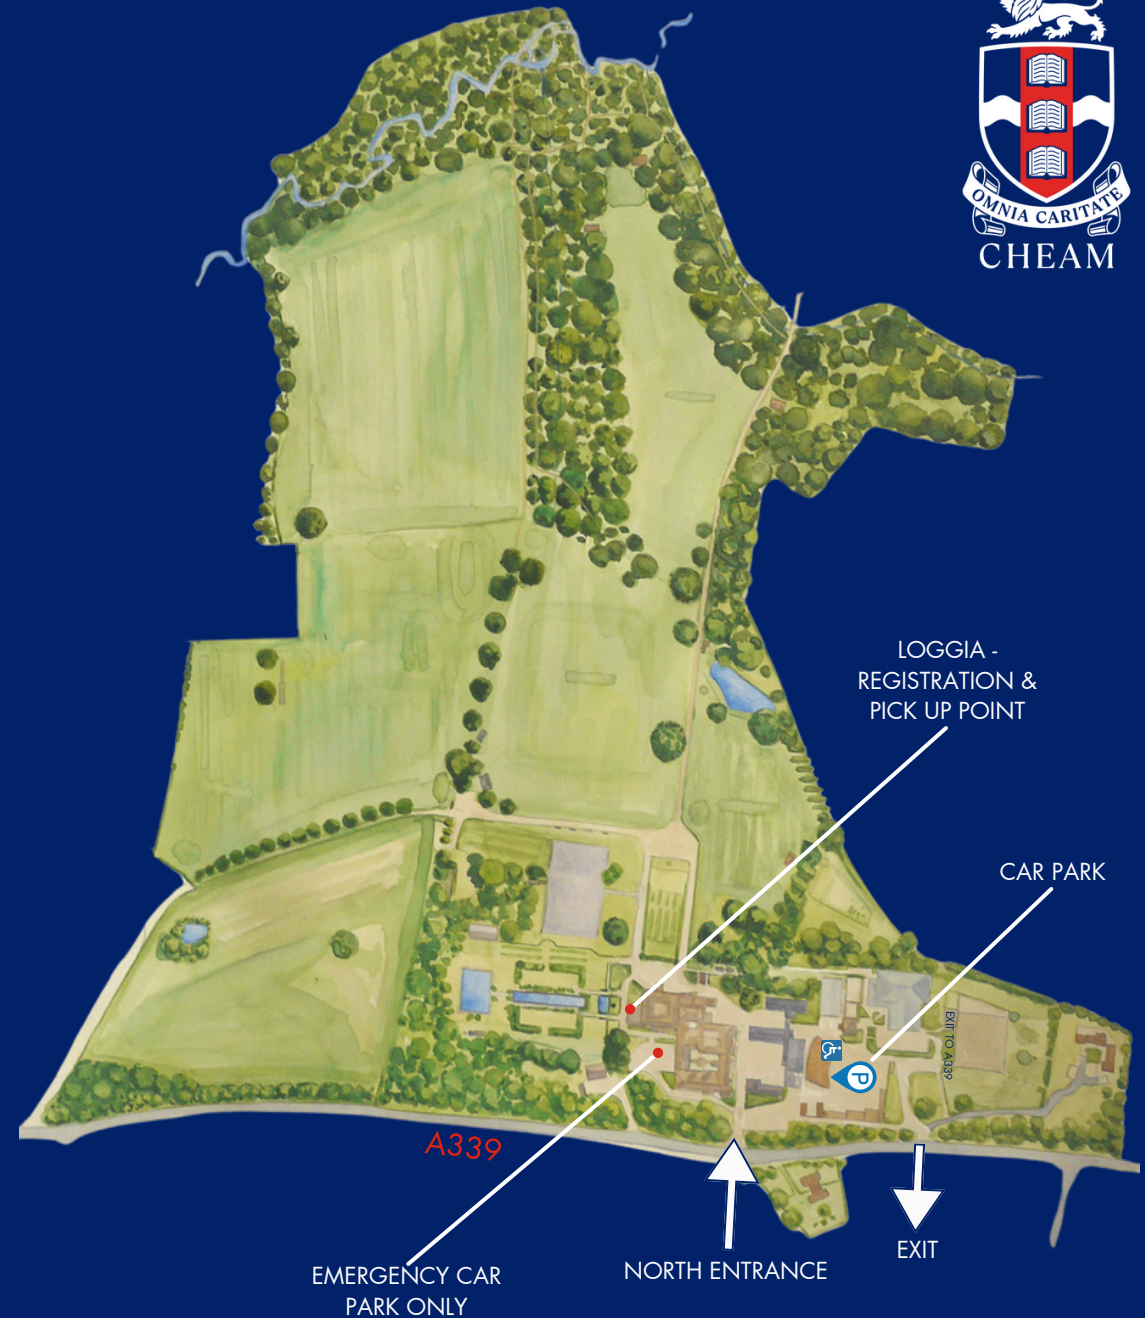 OMNIA CARITATE
CHEAM
LOGGIA -
REGISTRATION &
PICK UP POINT
CAR PARK
EXIT TO A339
P
A339
EXIT
NORTH ENTRANCE
EMERGENCY CAR
PARK ONLY